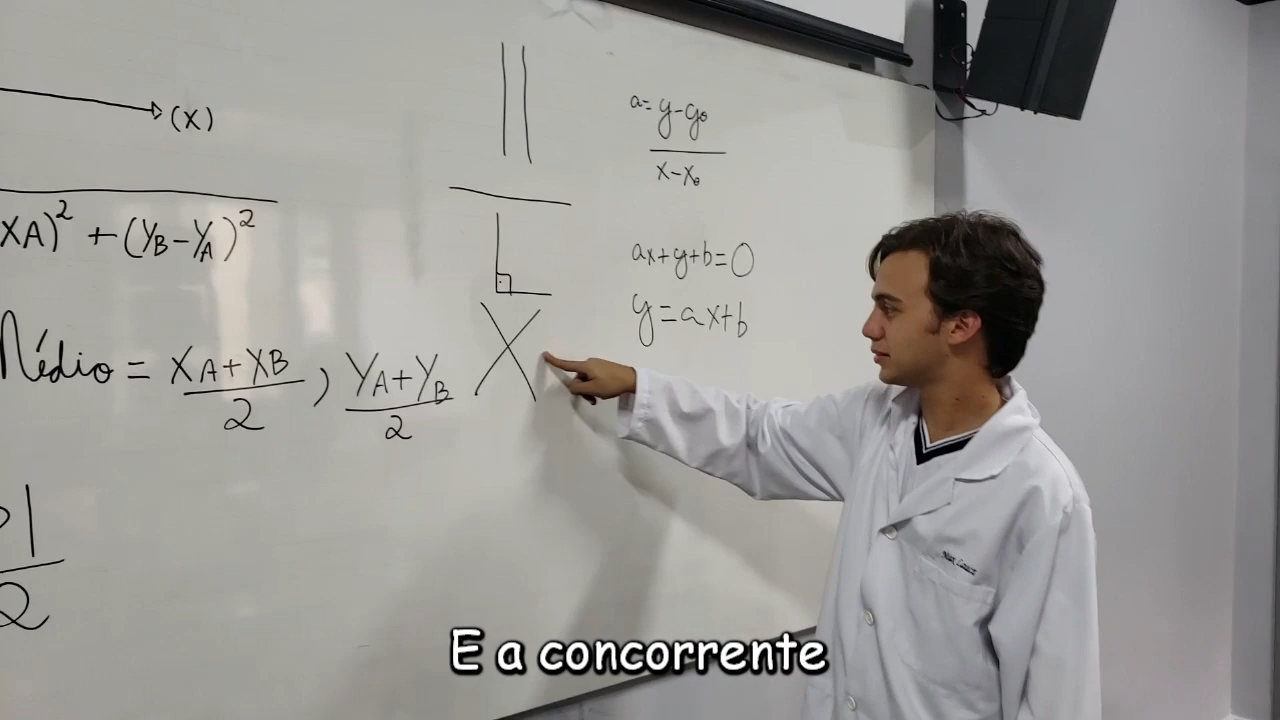 (X)
XA)² + (YB-YA)²
Médio = XA+XB/2 , YA+YB/2
2
a= y-y₀/x-x₀
ax+y+b=0
y=ax+b
E a concorrente